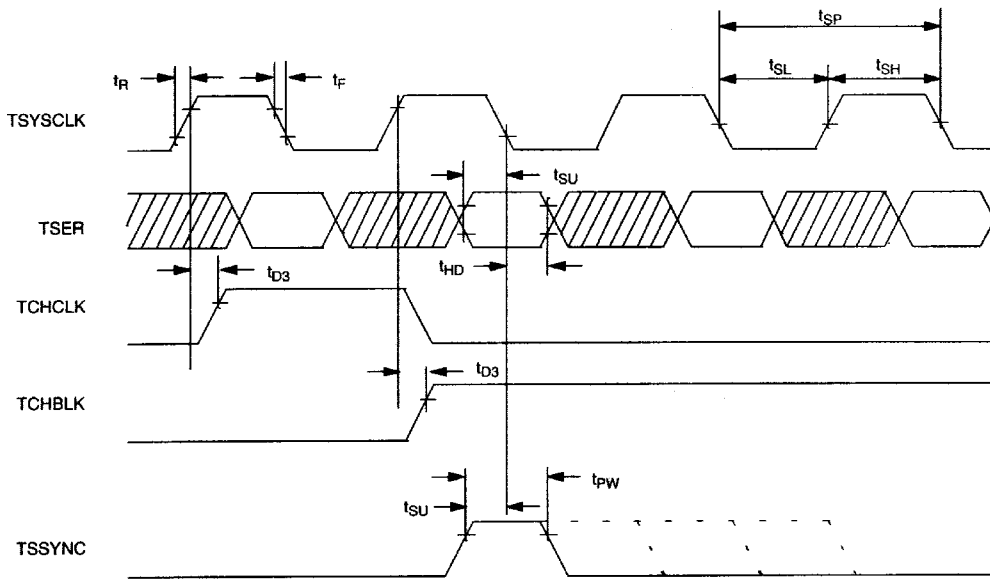 tSP
tR
tF
tSL
tSH
TSYSCLK
tSU
TSER
tHD
tD3
TCHCLK
tD3
TCHBLK
tPW
tSU
TSSYNC